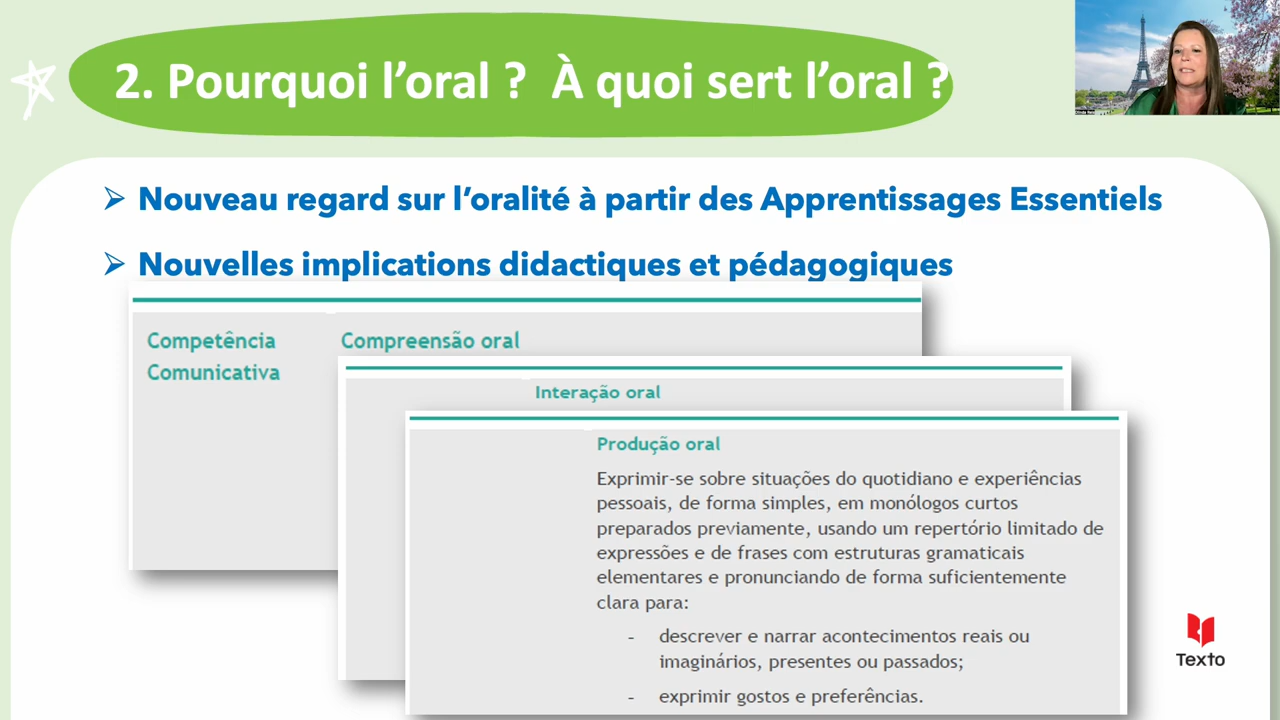 2. Pourquoi l’oral ? À quoi sert l’oral ?
➢ Nouveau regard sur l’oralité à partir des Apprentissages Essentiels
➢ Nouvelles implications didactiques et pédagogiques
Competência
Comunicativa
Compreensão oral
Interação oral
Produção oral
Exprimir-se sobre situações do quotidiano e experiências
pessoais, de forma simples, em monólogos curtos
preparados previamente, usando um repertório limitado de
expressões e de frases com estruturas gramaticais
elementares e pronunciando de forma suficientemente
clara para:
- descrever e narrar acontecimentos reais ou
imaginários, presentes ou passados;
- exprimir gostos e preferências.
Texto